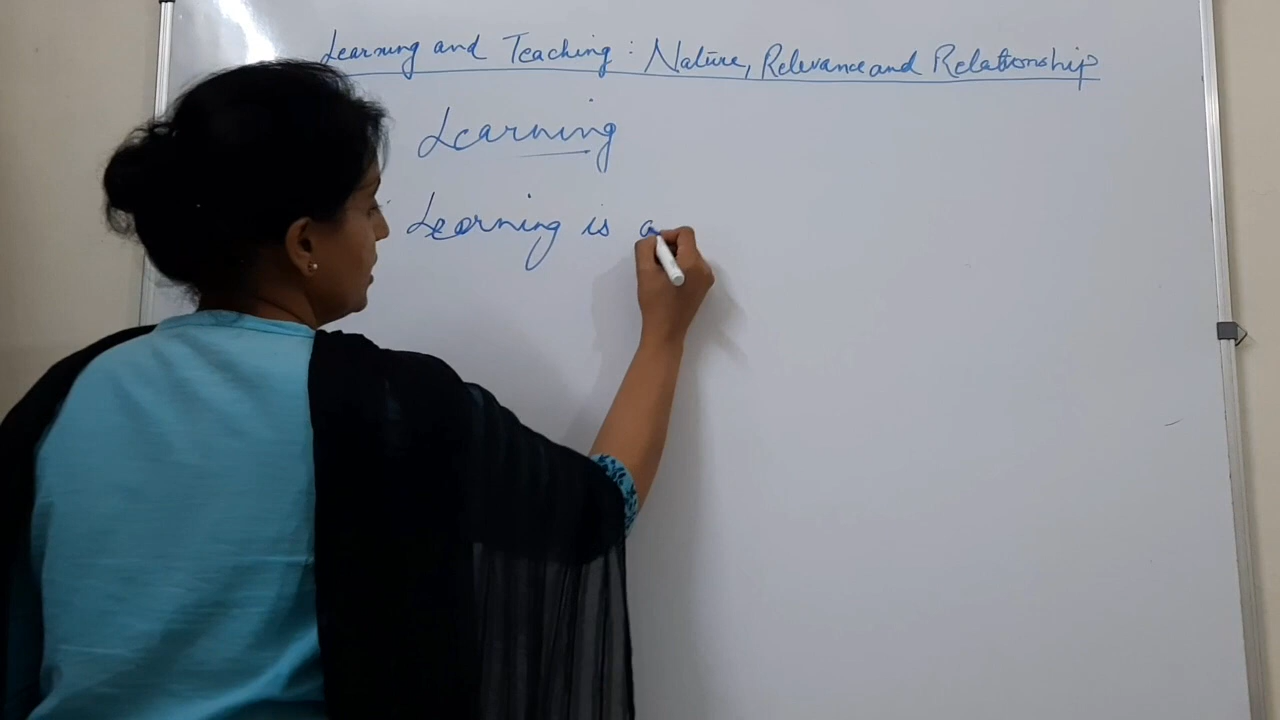 Learning and Teaching : Nature, Relevance and Relationship
Learning
Learning is a